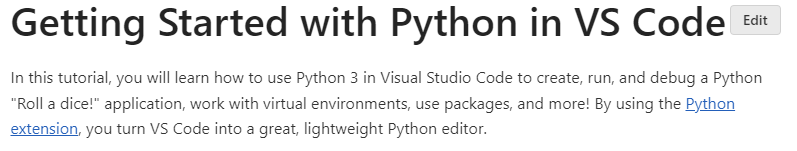 Getting Started with Python in VS Code Edit
In this tutorial, you will learn how to use Python 3 in Visual Studio Code to create, run, and debug a Python
"Roll a dice!" application, work with virtual environments, use packages, and more! By using the Python
extension, you turn VS Code into a great, lightweight Python editor.